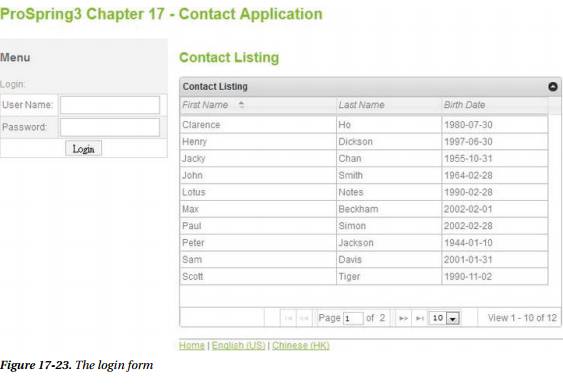 ProSpring3 Chapter 17 - Contact Application
Menu
Login:
User Name:
Password:
Login
Contact Listing
Contact Listing
First Name Last Name Birth Date
Clarence Ho 1980-07-30
Henry Dickson 1997-06-30
Jacky Chan 1955-10-31
John Smith 1964-02-28
Lotus Notes 1990-02-28
Max Beckham 2002-02-01
Paul Simon 2002-02-28
Peter Jackson 1944-01-10
Sam Davis 2001-01-31
Scott Tiger 1990-11-02
Page 1 of 2 10 View 1 - 10 of 12
Home | English (US) | Chinese (HK)
Figure 17-23. The login form